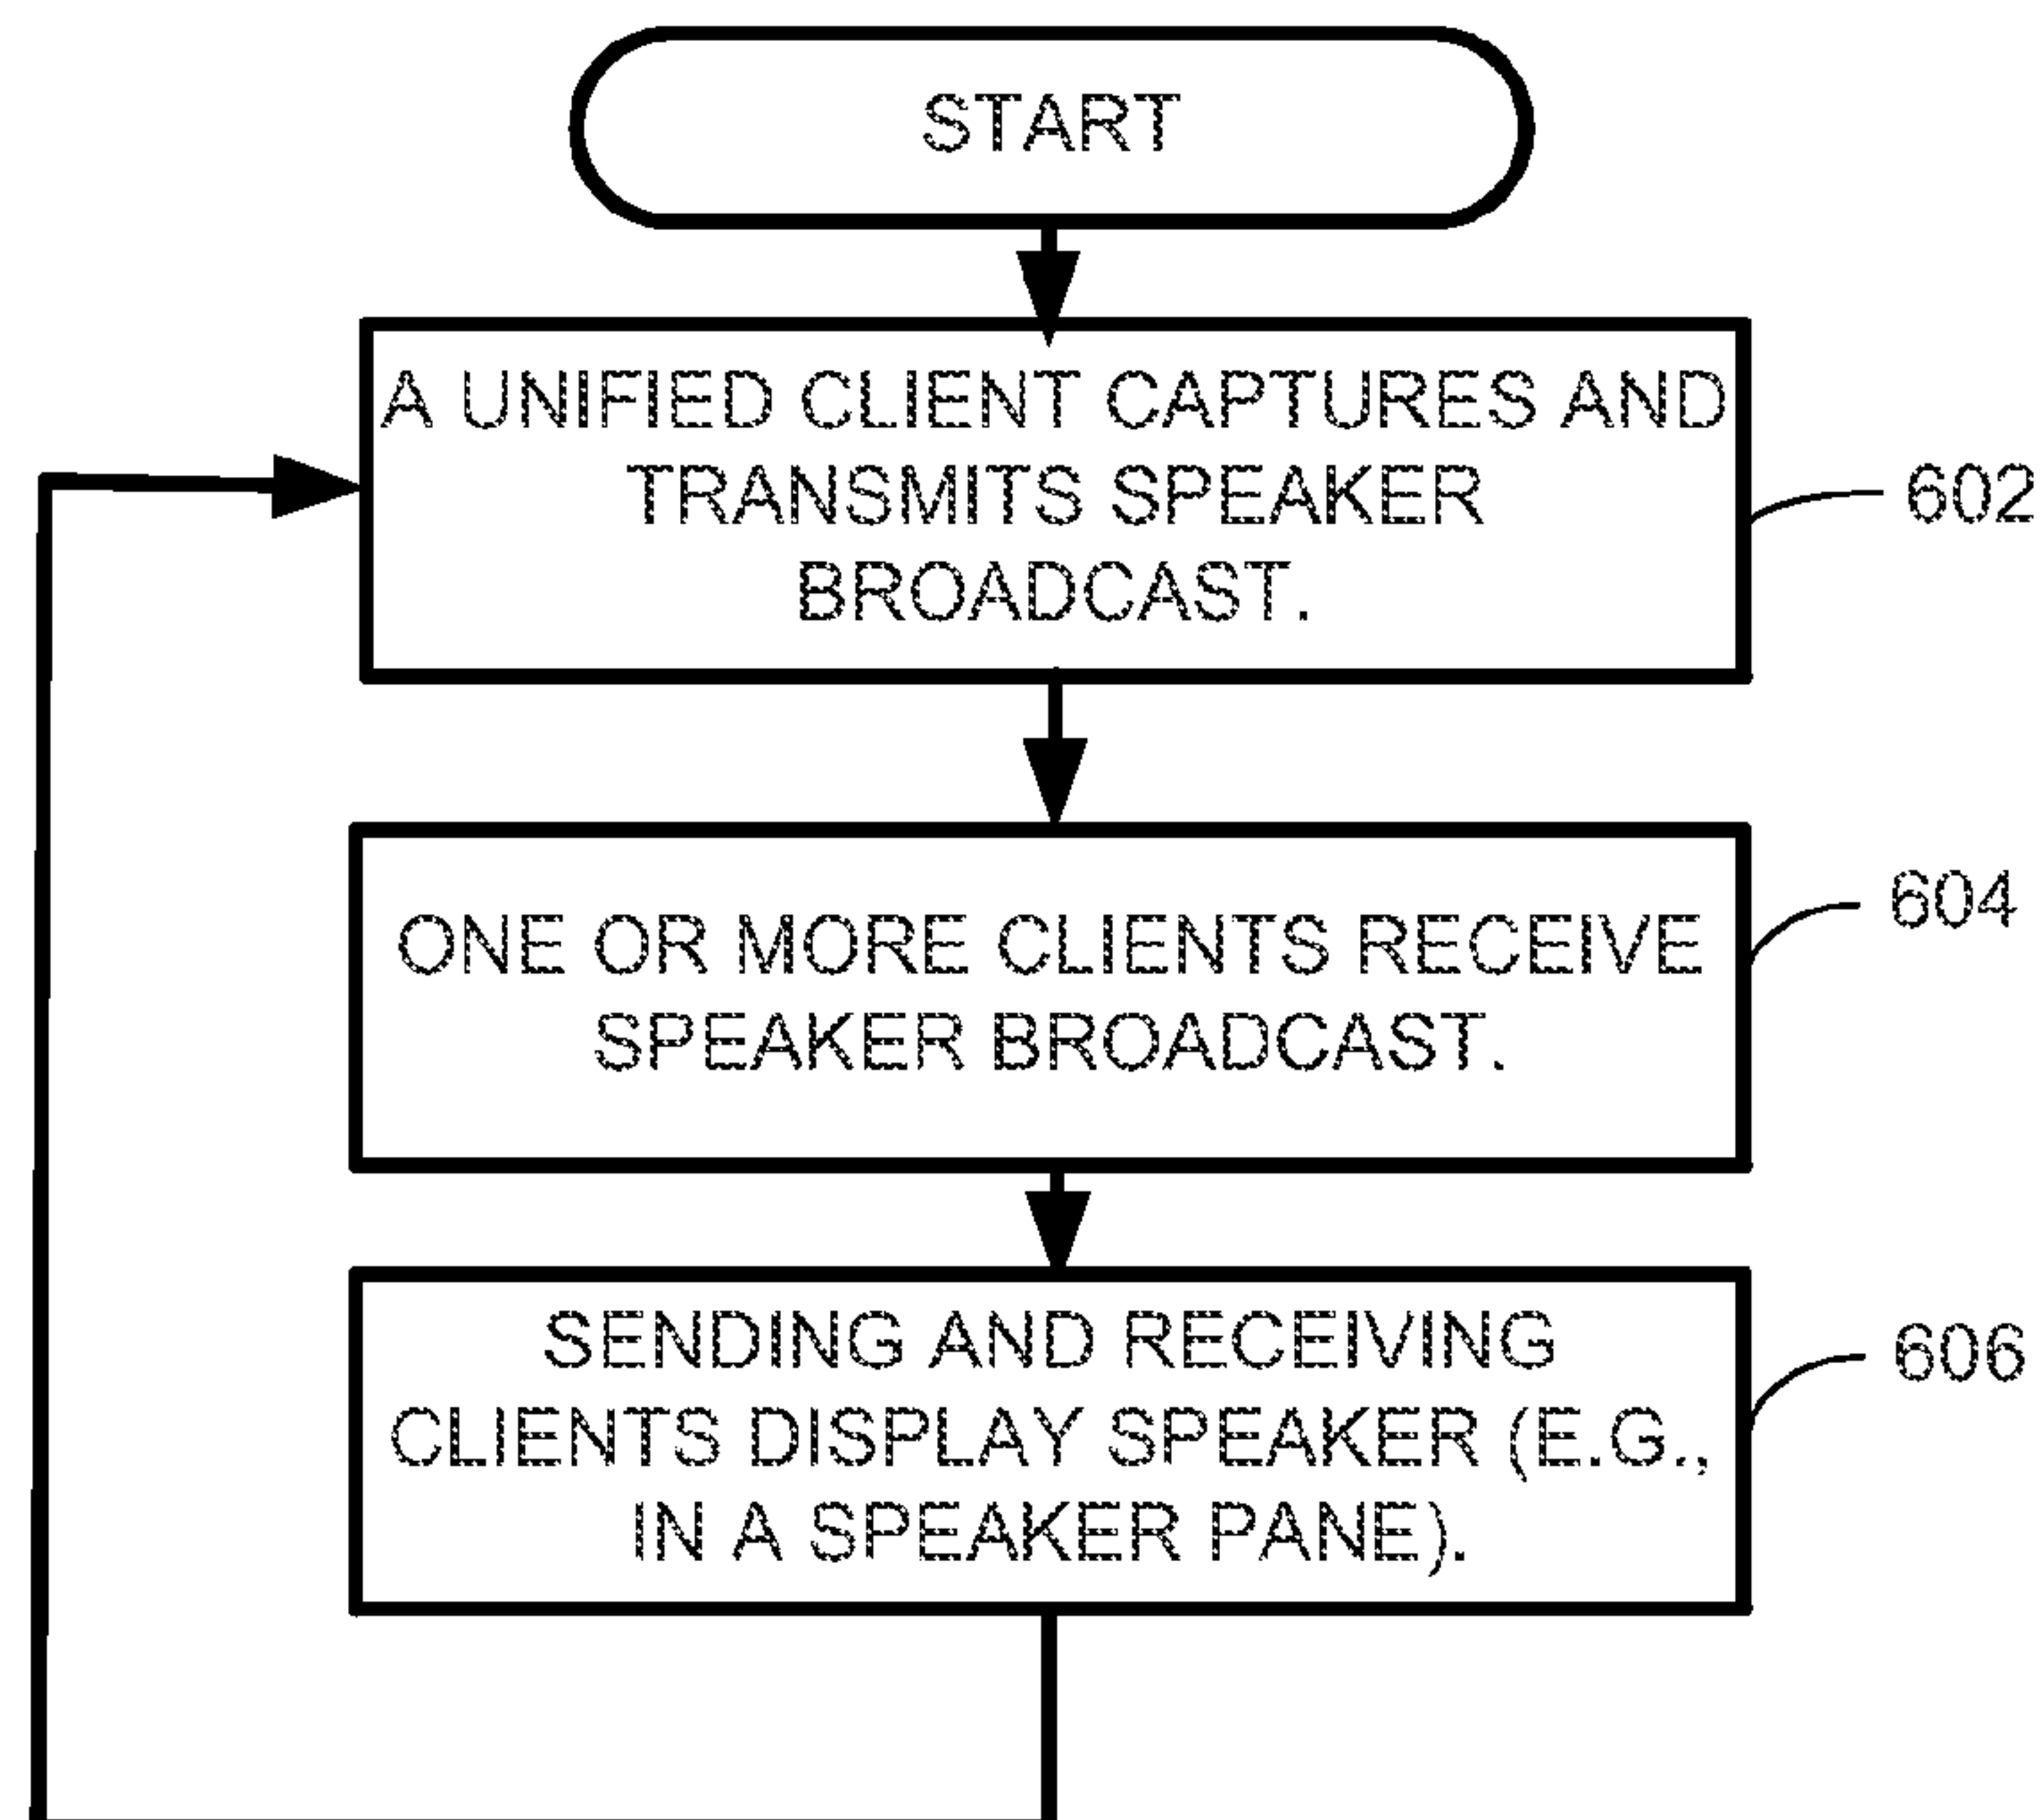 START
A UNIFIED CLIENT CAPTURES AND
TRANSMITS SPEAKER
BROADCAST.
602
ONE OR MORE CLIENTS RECEIVE
SPEAKER BROADCAST.
604
SENDING AND RECEIVING
CLIENTS DISPLAY SPEAKER (E.G.,
IN A SPEAKER PANE).
606